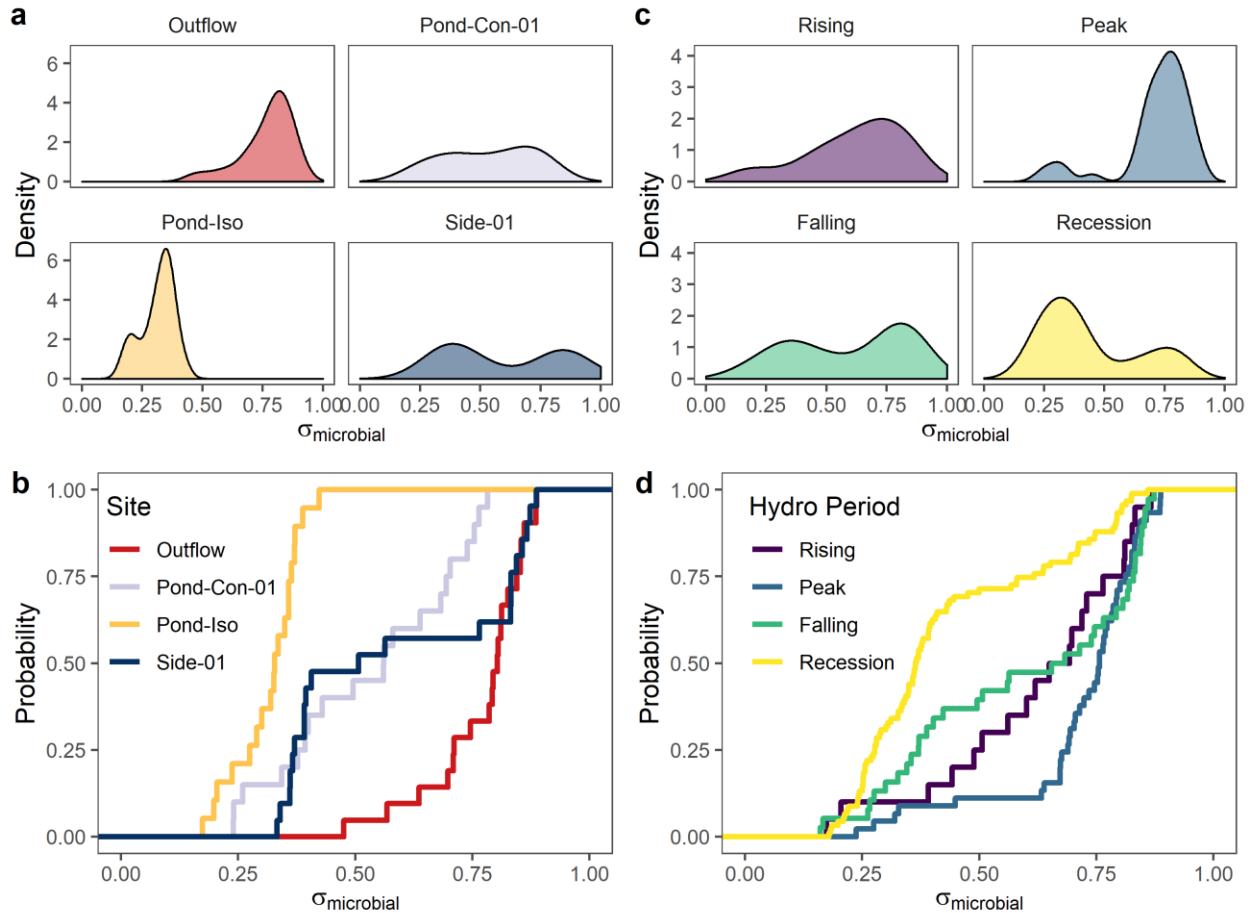 a
Outflow
Pond-Con-01
Pond-Iso
Side-01
Density
0 2 4 6
0 2 4 6
0.00 0.25 0.50 0.75 1.00
0.00 0.25 0.50 0.75 1.00
σmicrobial
c
Rising
Peak
Falling
Recession
Density
0 1 2 3 4
0 1 2 3 4
0.00 0.25 0.50 0.75 1.00
0.00 0.25 0.50 0.75 1.00
σmicrobial
b
Site
Outflow
Pond-Con-01
Pond-Iso
Side-01
Probability
1.00
0.75
0.50
0.25
0.00
0.00 0.25 0.50 0.75 1.00
σmicrobial
d
Hydro Period
Rising
Peak
Falling
Recession
Probability
1.00
0.75
0.50
0.25
0.00
0.00 0.25 0.50 0.75 1.00
σmicrobial